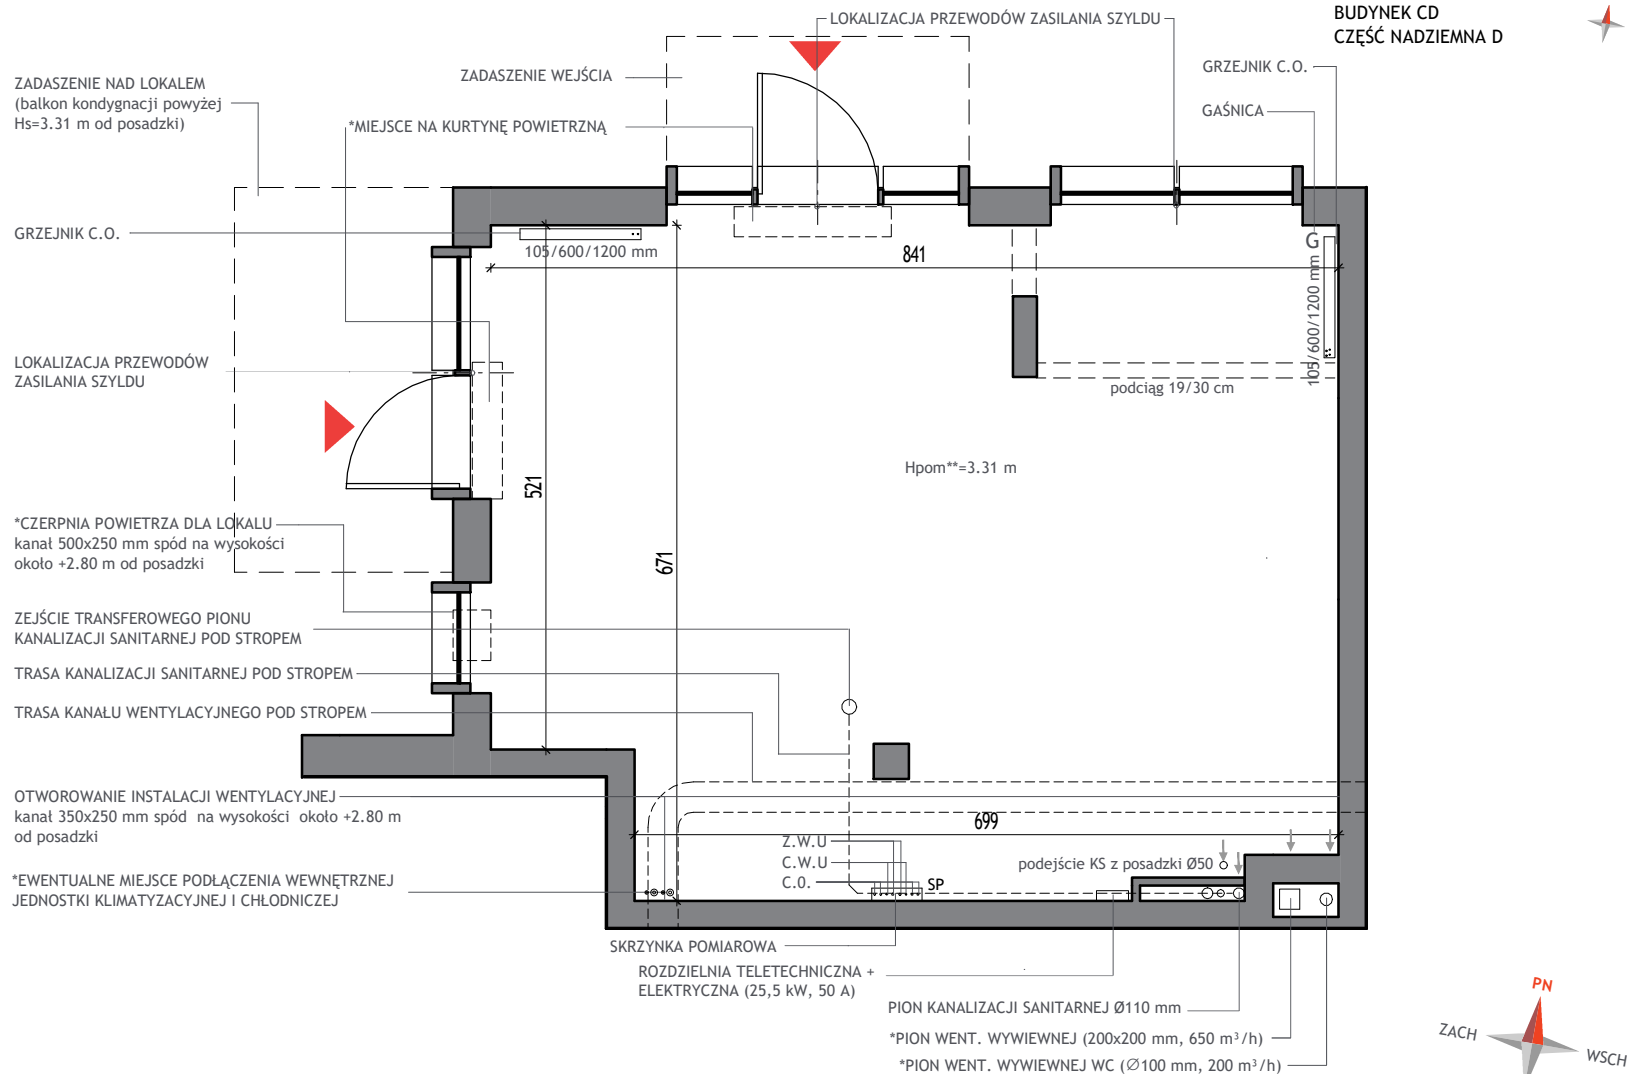 BUDYNEK CD
CZĘŚĆ NADZIEMNA D
LOKALIZACJA PRZEWODÓW ZASILANIA SZYLDU
ZADASZENIE WEJŚCIA
GRZEJNIK C.O.
GAŚNICA
ZADASZENIE NAD LOKALEM
(balkon kondygnacji powyżej
Hs=3.31 m od posadzki)
*MIEJSCE NA KURTYNĘ POWIETRZNĄ
GRZEJNIK C.O.
105/600/1200 mm
841
G
105/600/1200 mm
LOKALIZACJA PRZEWODÓW
ZASILANIA SZYLDU
podciąg 19/30 cm
Hpom**=3.31 m
521
671
*CZERPNIA POWIETRZA DLA LOKALU
kanał 500x250 mm spód na wysokości
około +2.80 m od posadzki
ZEJŚCIE TRANSFEROWEGO PIONU
KANALIZACJI SANITARNEJ POD STROPEM
TRASA KANALIZACJI SANITARNEJ POD STROPEM
TRASA KANAŁU WENTYLACYJNEGO POD STROPEM
OTWOROWANIE INSTALACJI WENTYLACYJNEJ
kanał 350x250 mm spód na wysokości około +2.80 m
od posadzki
699
Z.W.U
C.W.U
C.O.
SP
podejście KS z posadzki Ø50
*EWENTUALNE MIEJSCE PODŁĄCZENIA WEWNĘTRZNEJ
JEDNOSTKI KLIMATYZACYJNEJ I CHŁODNICZEJ
SKRZYNKA POMIAROWA
ROZDZIELNIA TELETECHNICZNA +
ELEKTRYCZNA (25,5 kW, 50 A)
PION KANALIZACJI SANITARNEJ Ø110 mm
*PION WENT. WYWIEWNEJ (200x200 mm, 650 m³/h)
*PION WENT. WYWIEWNEJ WC (∅100 mm, 200 m³/h)
PN
ZACH
WSCH